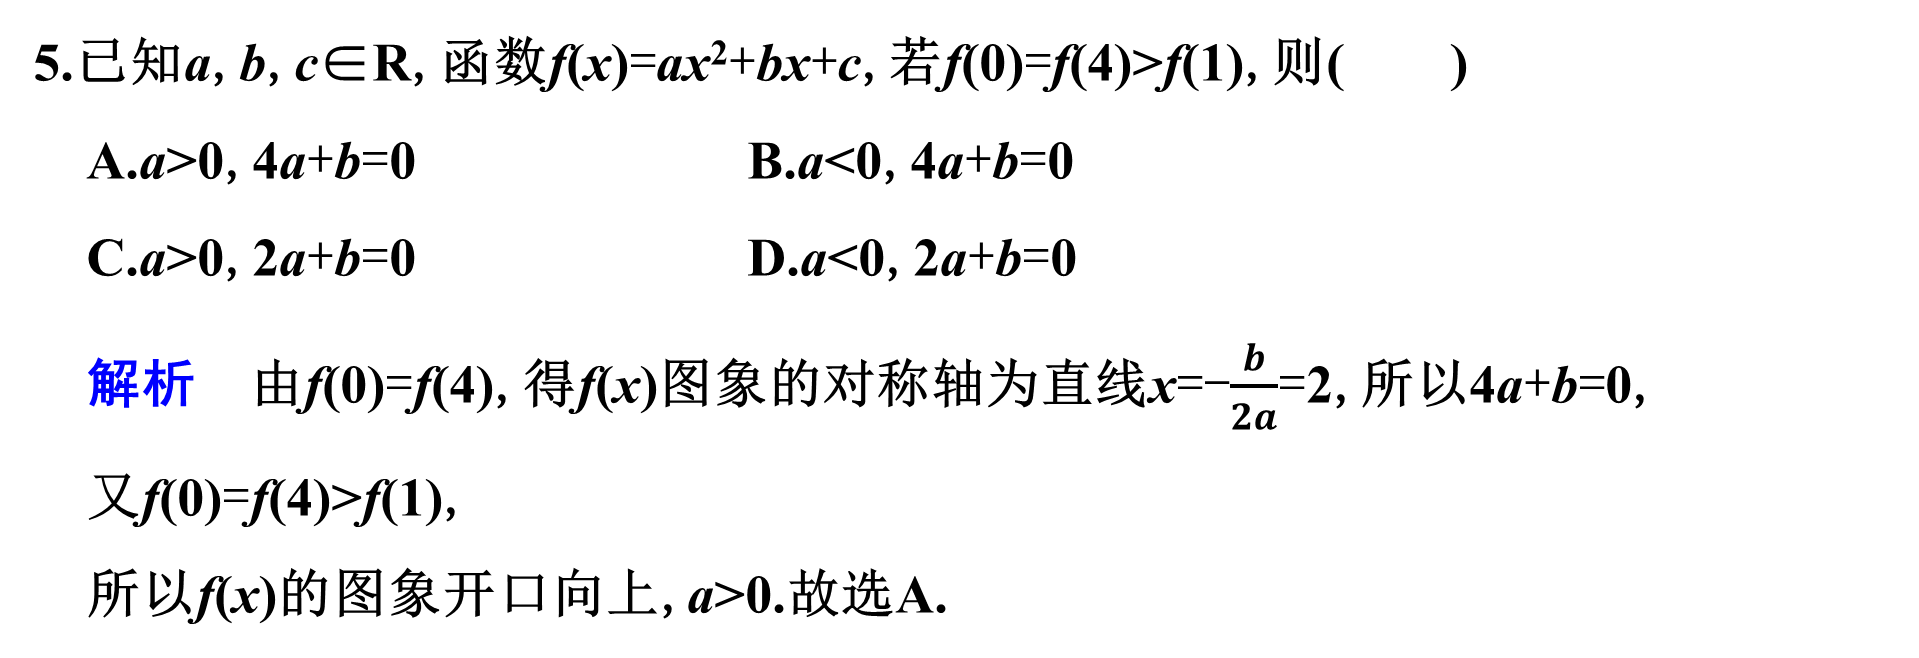 5.已知a, b, c∈R, 函数f(x)=ax²+bx+c, 若f(0)=f(4)>f(1), 则(  )
A.a>0, 4a+b=0 B.a<0, 4a+b=0
C.a>0, 2a+b=0 D.a<0, 2a+b=0
解析 由f(0)=f(4), 得f(x)图象的对称轴为直线x=−b/2a=2, 所以4a+b=0,
又f(0)=f(4)>f(1),
所以f(x)的图象开口向上, a>0.故选A.